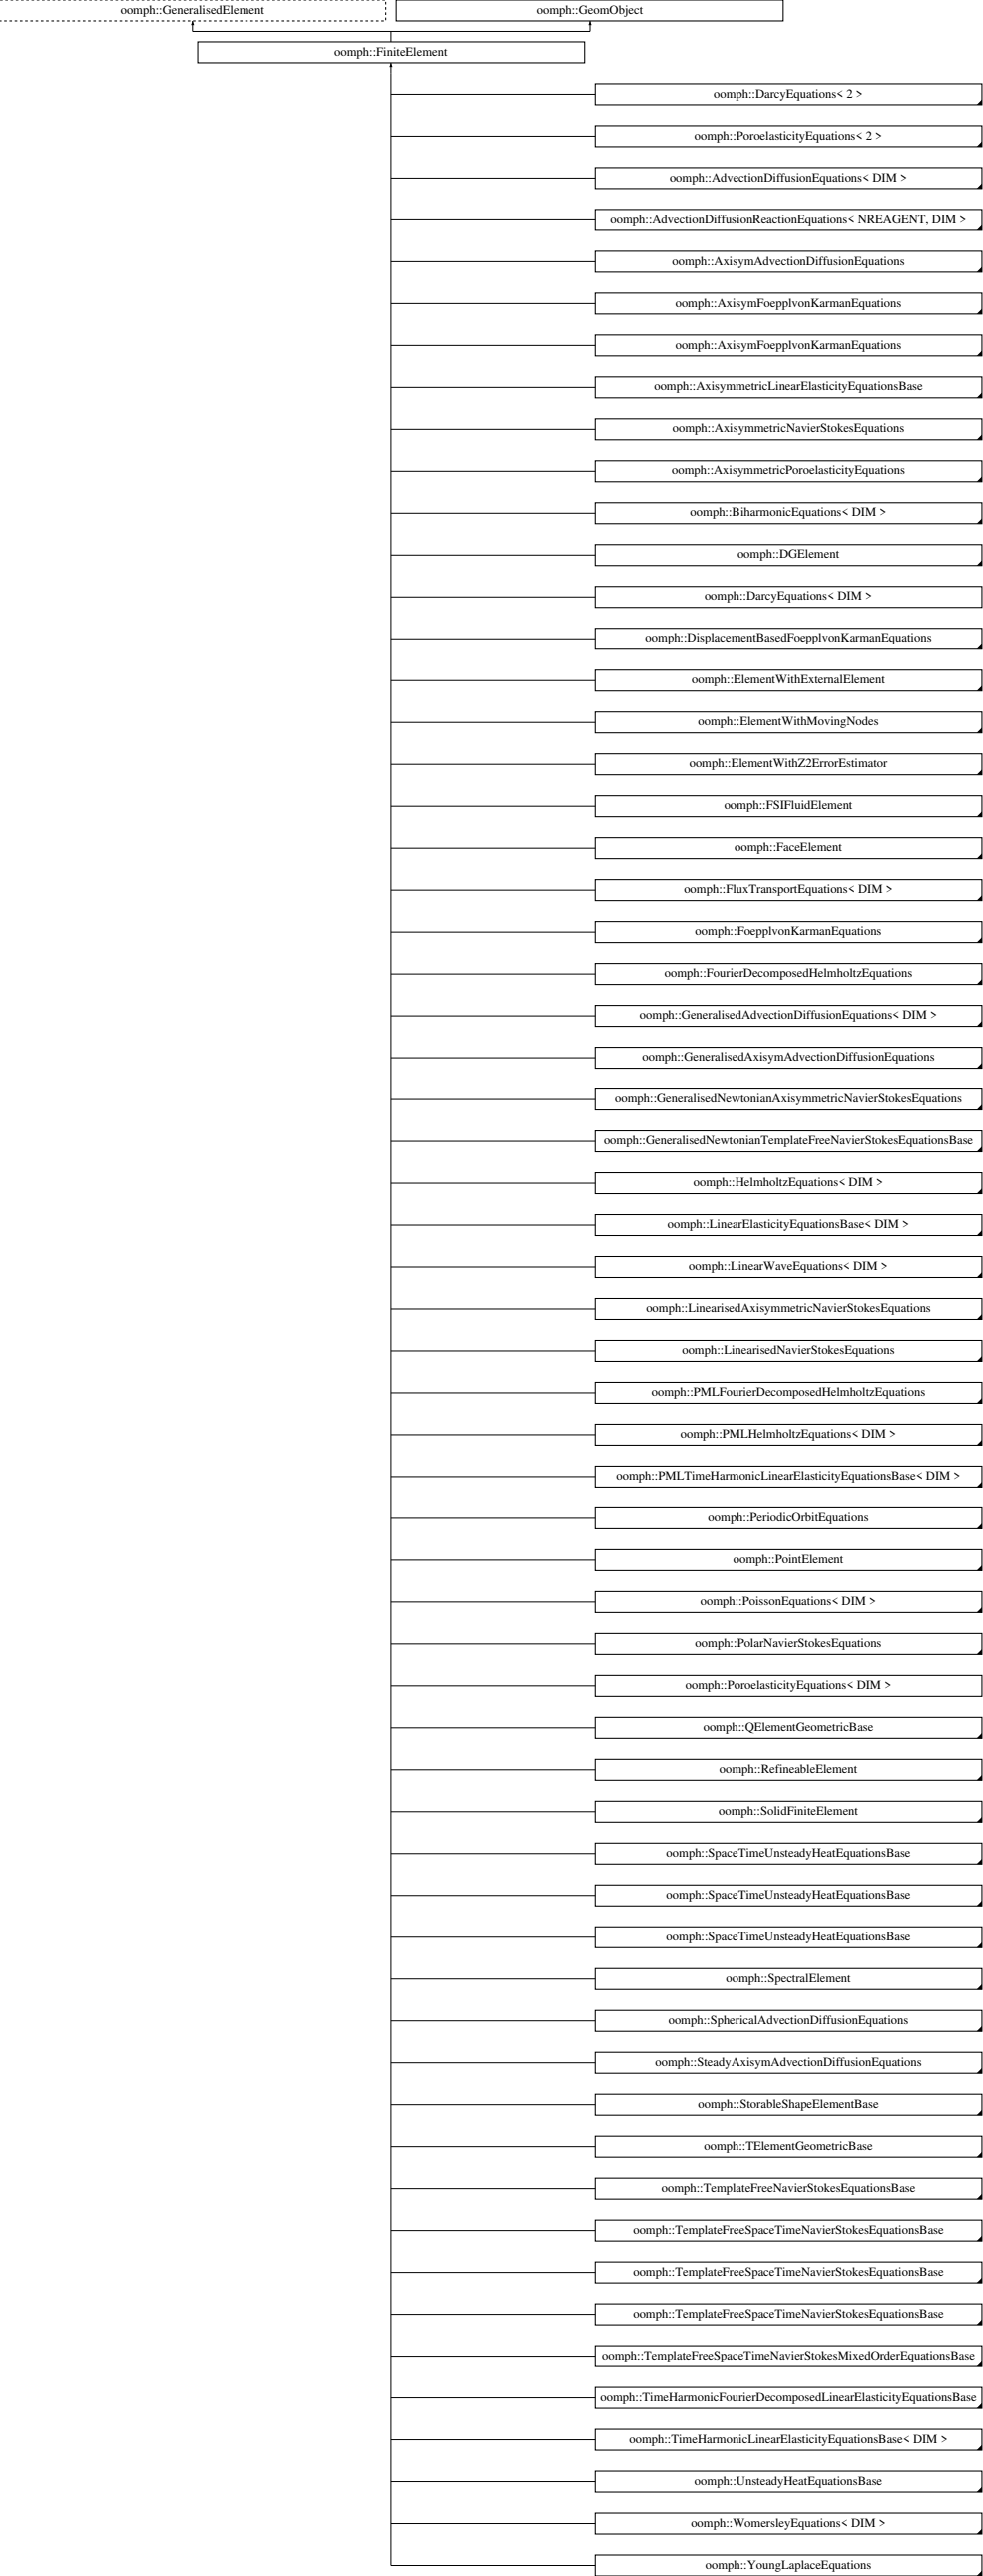 oomph::GeneralisedElement
oomph::GeomObject
oomph::FiniteElement
oomph::DarcyEquations< 2 >
oomph::PoroelasticityEquations< 2 >
oomph::AdvectionDiffusionEquations< DIM >
oomph::AdvectionDiffusionReactionEquations< NREAGENT, DIM >
oomph::AxisymAdvectionDiffusionEquations
oomph::AxisymFoepplvonKarmanEquations
oomph::AxisymFoepplvonKarmanEquations
oomph::AxisymmetricLinearElasticityEquationsBase
oomph::AxisymmetricNavierStokesEquations
oomph::AxisymmetricPoroelasticityEquations
oomph::BiharmonicEquations< DIM >
oomph::DGElement
oomph::DarcyEquations< DIM >
oomph::DisplacementBasedFoepplvonKarmanEquations
oomph::ElementWithExternalElement
oomph::ElementWithMovingNodes
oomph::ElementWithZ2ErrorEstimator
oomph::FSIFluidElement
oomph::FaceElement
oomph::FluxTransportEquations< DIM >
oomph::FoepplvonKarmanEquations
oomph::FourierDecomposedHelmholtzEquations
oomph::GeneralisedAdvectionDiffusionEquations< DIM >
oomph::GeneralisedAxisymAdvectionDiffusionEquations
oomph::GeneralisedNewtonianAxisymmetricNavierStokesEquations
oomph::GeneralisedNewtonianTemplateFreeNavierStokesEquationsBase
oomph::HelmholtzEquations< DIM >
oomph::LinearElasticityEquationsBase< DIM >
oomph::LinearWaveEquations< DIM >
oomph::LinearisedAxisymmetricNavierStokesEquations
oomph::LinearisedNavierStokesEquations
oomph::PMLFourierDecomposedHelmholtzEquations
oomph::PMLHelmholtzEquations< DIM >
oomph::PMLTimeHarmonicLinearElasticityEquationsBase< DIM >
oomph::PeriodicOrbitEquations
oomph::PointElement
oomph::PoissonEquations< DIM >
oomph::PolarNavierStokesEquations
oomph::PoroelasticityEquations< DIM >
oomph::QElementGeometricBase
oomph::RefineableElement
oomph::SolidFiniteElement
oomph::SpaceTimeUnsteadyHeatEquationsBase
oomph::SpaceTimeUnsteadyHeatEquationsBase
oomph::SpaceTimeUnsteadyHeatEquationsBase
oomph::SpectralElement
oomph::SphericalAdvectionDiffusionEquations
oomph::SteadyAxisymAdvectionDiffusionEquations
oomph::StorableShapeElementBase
oomph::TElementGeometricBase
oomph::TemplateFreeNavierStokesEquationsBase
oomph::TemplateFreeSpaceTimeNavierStokesEquationsBase
oomph::TemplateFreeSpaceTimeNavierStokesEquationsBase
oomph::TemplateFreeSpaceTimeNavierStokesEquationsBase
oomph::TemplateFreeSpaceTimeNavierStokesMixedOrderEquationsBase
oomph::TimeHarmonicFourierDecomposedLinearElasticityEquationsBase
oomph::TimeHarmonicLinearElasticityEquationsBase< DIM >
oomph::UnsteadyHeatEquationsBase
oomph::WomersleyEquations< DIM >
oomph::YoungLaplaceEquations